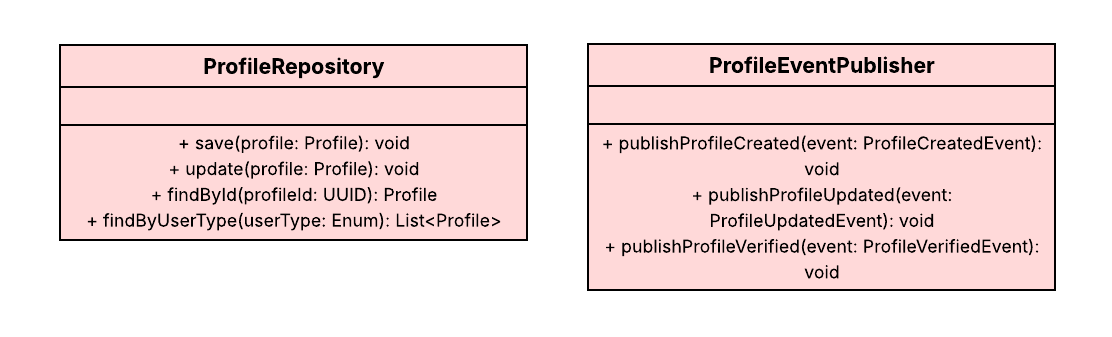 ProfileRepository
+ save(profile: Profile): void
+ update(profile: Profile): void
+ findById(profileId: UUID): Profile
+ findByUserType(userType: Enum): List<Profile>
ProfileEventPublisher
+ publishProfileCreated(event: ProfileCreatedEvent):
void
+ publishProfileUpdated(event:
ProfileUpdatedEvent): void
+ publishProfileVerified(event: ProfileVerifiedEvent):
void